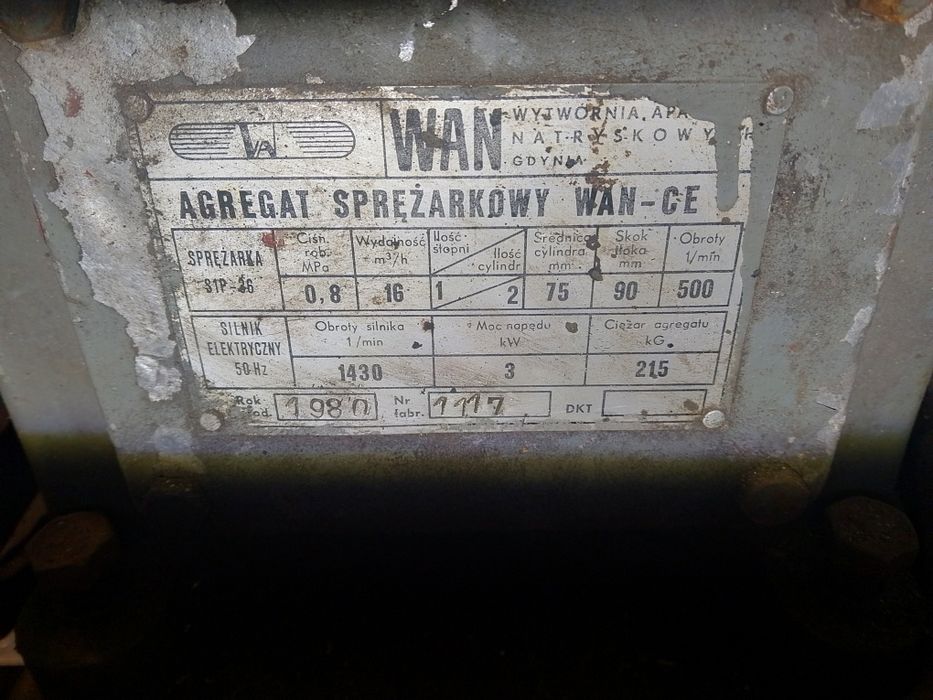 WAN WYTWÓRNIA
NATRYSKOWYCH
GDYNIA
AGREGAT SPRĘŻARKOWY WAN-CE
SPRĘŻARKA
Ciśn. rob. MPa
Wydajność m³/h
Ilość stopni
Ilość cylindr
Średnica cylindra mm
Skok tłoka mm
Obroty 1/min
0,8 16 1 2 75 90 500
SILNIK ELEKTRYCZNY 50 Hz
Obroty silnika 1/min
Moc napędu kW
Ciężar agregatu kG
1430 3 215
Rok 1980 Nr fabr. 1117 DKT